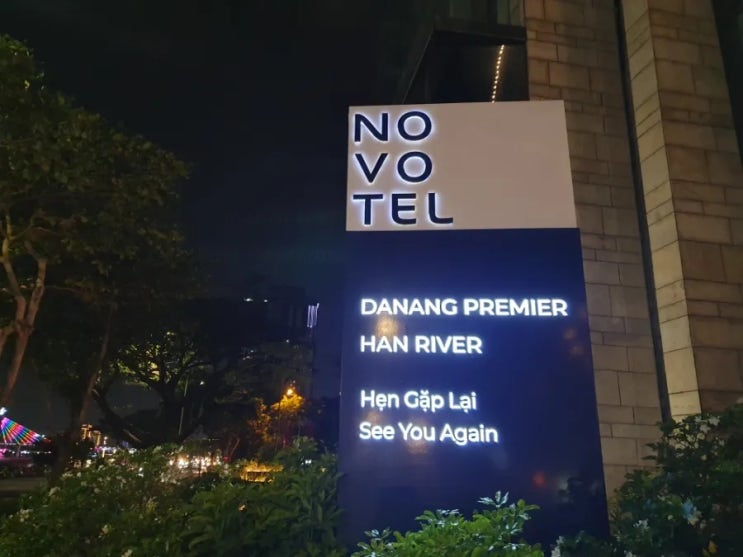 NO
VO
TEL
DANANG PREMIER
HAN RIVER
Hẹn Gặp Lại
See You Again